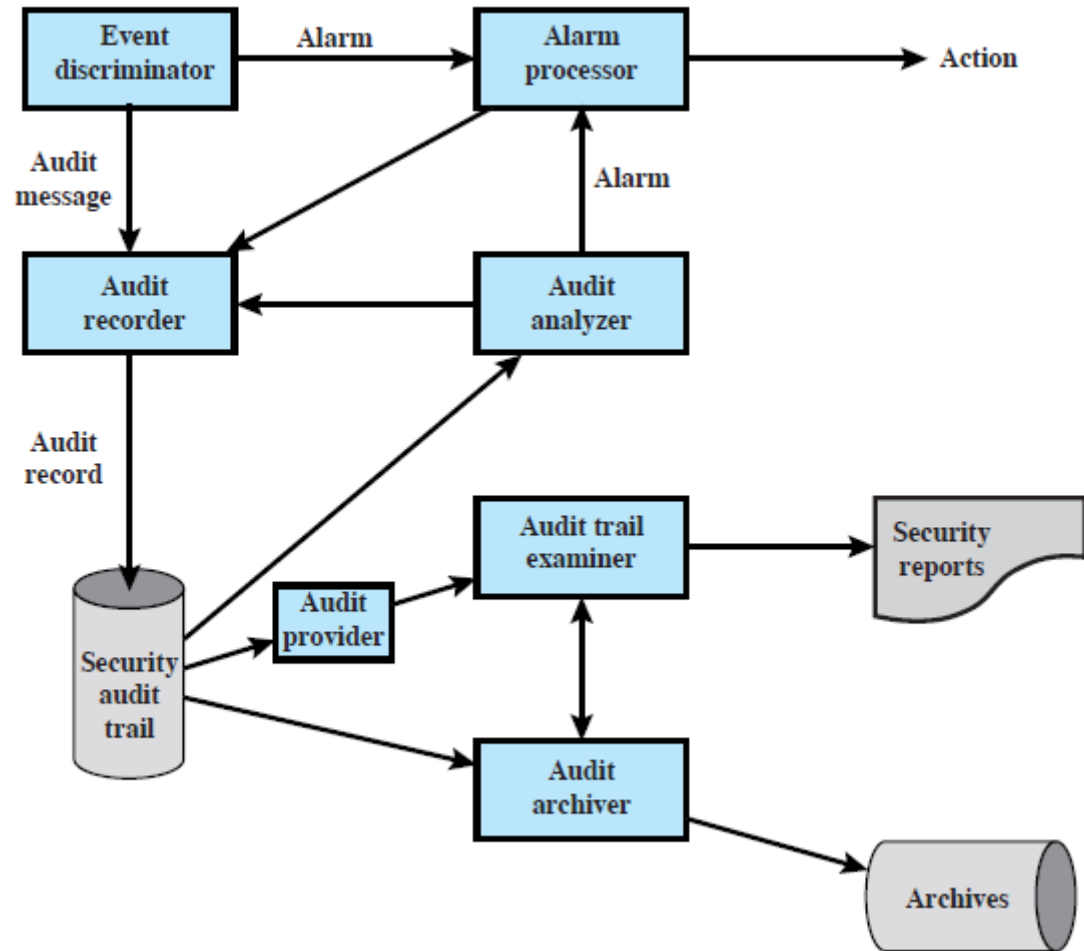 Event
discriminator
Alarm
Alarm
processor
Action
Audit
message
Alarm
Audit
recorder
Audit
analyzer
Audit
record
Audit trail
examiner
Security
reports
Audit
provider
Security
audit
trail
Audit
archiver
Archives